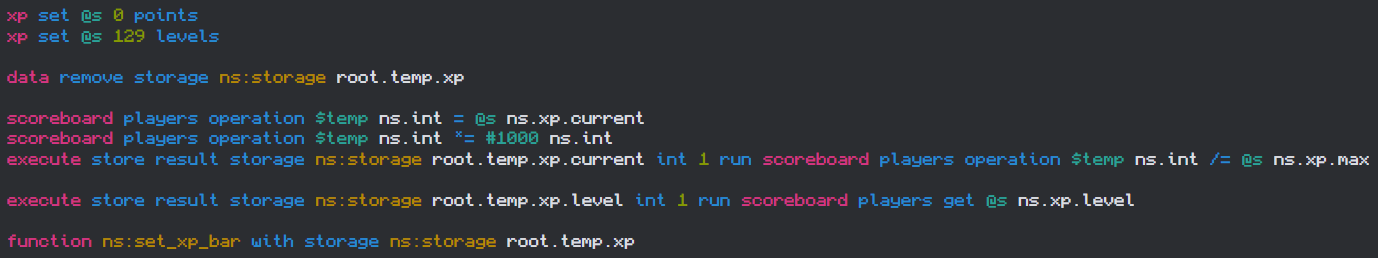 xp set @s 0 points
xp set @s 129 levels
data remove storage ns:storage root.temp.xp
scoreboard players operation $temp ns.int = @s ns.xp.current
scoreboard players operation $temp ns.int *= #1000 ns.int
execute store result storage ns:storage root.temp.xp.current int 1 run scoreboard players operation $temp ns.int /= @s ns.xp.max
execute store result storage ns:storage root.temp.xp.level int 1 run scoreboard players get @s ns.xp.level
function ns:set_xp_bar with storage ns:storage root.temp.xp